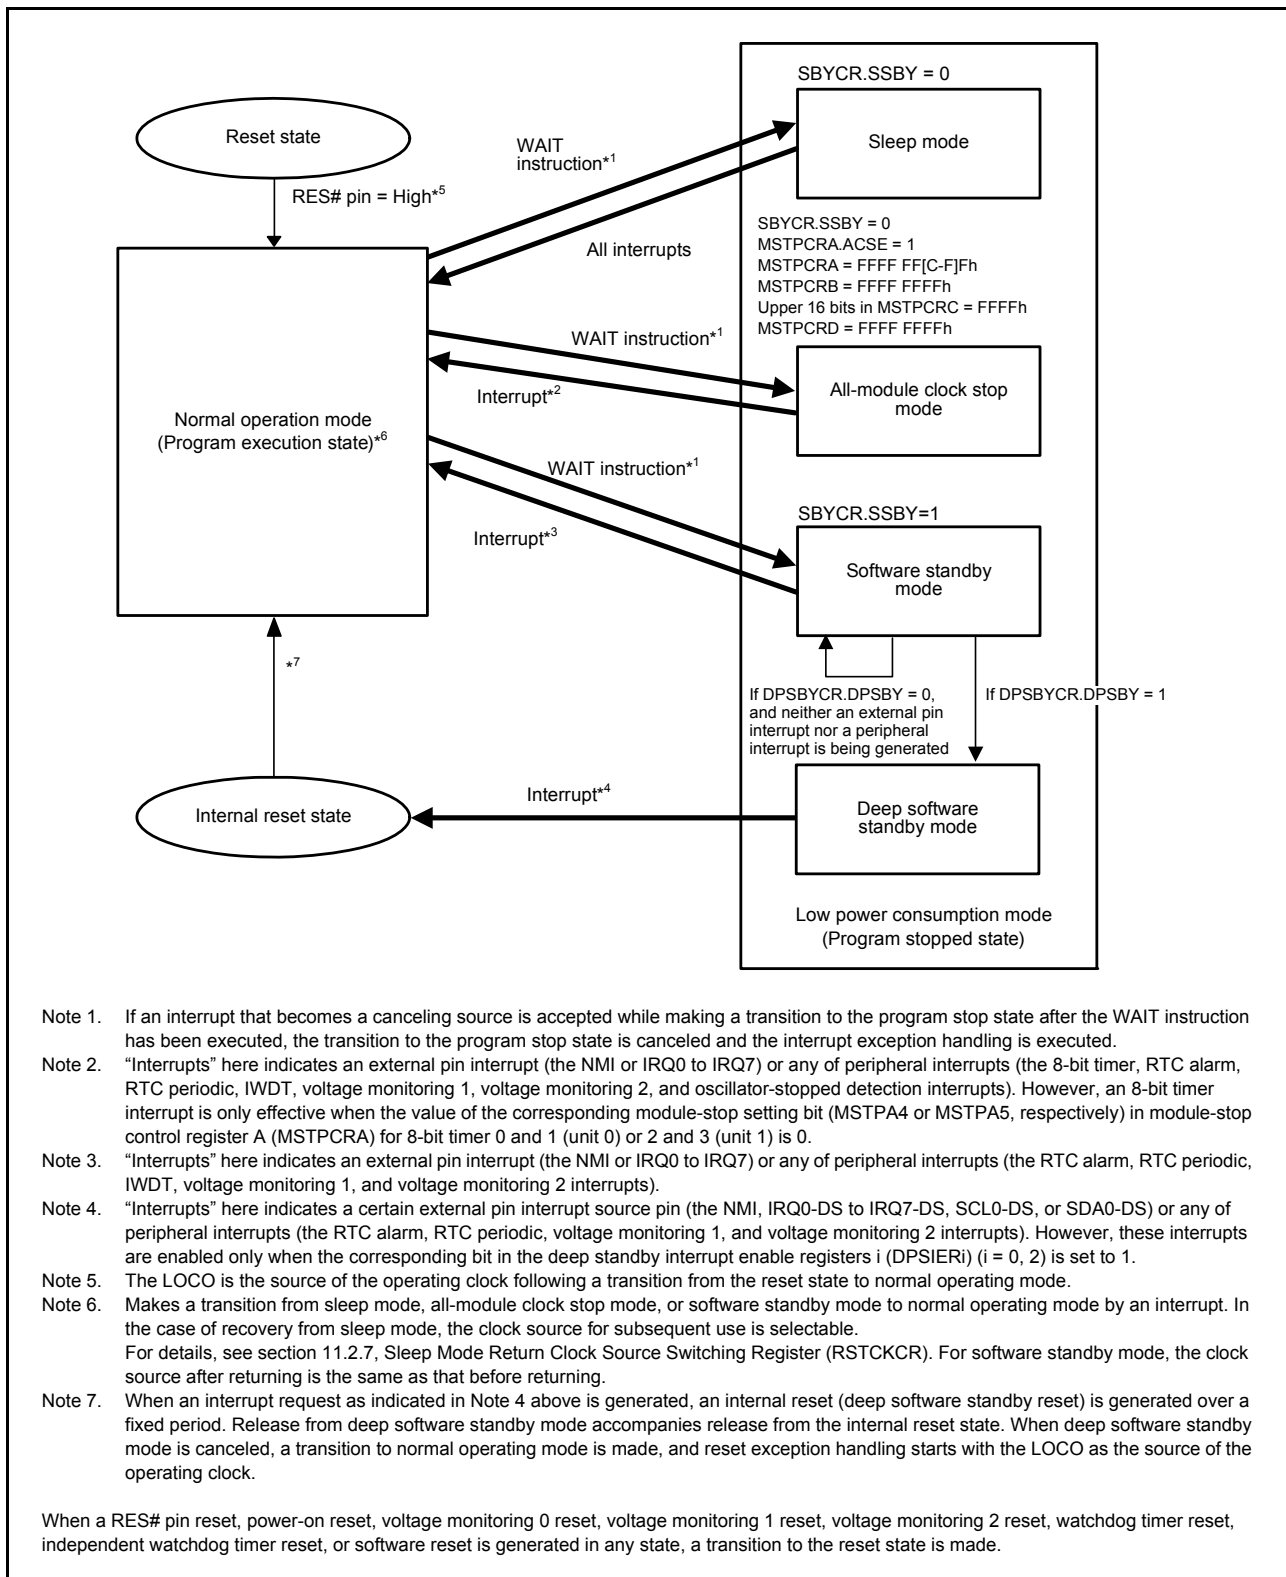 SBYCR.SSBY = 0
Reset state
Sleep mode
WAIT
instruction*1
RES# pin = High*5
All interrupts
SBYCR.SSBY = 0
MSTPCRA.ACSE = 1
MSTPCRA = FFFF FF[C-F]Fh
MSTPCRB = FFFF FFFFh
Upper 16 bits in MSTPCRC = FFFFh
MSTPCRD = FFFF FFFFh
WAIT instruction*1
Interrupt*2
All-module clock stop
mode
Normal operation mode
(Program execution state)*6
WAIT instruction*1
Interrupt*3
SBYCR.SSBY=1
Software standby
mode
*7
If DPSBYCR.DPSBY = 0,
and neither an external pin
interrupt nor a peripheral
interrupt is being generated
If DPSBYCR.DPSBY = 1
Internal reset state
Interrupt*4
Deep software
standby mode
Low power consumption mode
(Program stopped state)
Note 1. If an interrupt that becomes a canceling source is accepted while making a transition to the program stop state after the WAIT instruction
has been executed, the transition to the program stop state is canceled and the interrupt exception handling is executed.
Note 2. “Interrupts” here indicates an external pin interrupt (the NMI or IRQ0 to IRQ7) or any of peripheral interrupts (the 8-bit timer, RTC alarm,
RTC periodic, IWDT, voltage monitoring 1, voltage monitoring 2, and oscillator-stopped detection interrupts). However, an 8-bit timer
interrupt is only effective when the value of the corresponding module-stop setting bit (MSTPA4 or MSTPA5, respectively) in module-stop
control register A (MSTPCRA) for 8-bit timer 0 and 1 (unit 0) or 2 and 3 (unit 1) is 0.
Note 3. “Interrupts” here indicates an external pin interrupt (the NMI or IRQ0 to IRQ7) or any of peripheral interrupts (the RTC alarm, RTC periodic,
IWDT, voltage monitoring 1, and voltage monitoring 2 interrupts).
Note 4. “Interrupts” here indicates a certain external pin interrupt source pin (the NMI, IRQ0-DS to IRQ7-DS, SCL0-DS, or SDA0-DS) or any of
peripheral interrupts (the RTC alarm, RTC periodic, voltage monitoring 1, and voltage monitoring 2 interrupts). However, these interrupts
are enabled only when the corresponding bit in the deep standby interrupt enable registers i (DPSIERi) (i = 0, 2) is set to 1.
Note 5. The LOCO is the source of the operating clock following a transition from the reset state to normal operating mode.
Note 6. Makes a transition from sleep mode, all-module clock stop mode, or software standby mode to normal operating mode by an interrupt. In
the case of recovery from sleep mode, the clock source for subsequent use is selectable.
For details, see section 11.2.7, Sleep Mode Return Clock Source Switching Register (RSTCKCR). For software standby mode, the clock
source after returning is the same as that before returning.
Note 7. When an interrupt request as indicated in Note 4 above is generated, an internal reset (deep software standby reset) is generated over a
fixed period. Release from deep software standby mode accompanies release from the internal reset state. When deep software standby
mode is canceled, a transition to normal operating mode is made, and reset exception handling starts with the LOCO as the source of the
operating clock.
When a RES# pin reset, power-on reset, voltage monitoring 0 reset, voltage monitoring 1 reset, voltage monitoring 2 reset, watchdog timer reset,
independent watchdog timer reset, or software reset is generated in any state, a transition to the reset state is made.